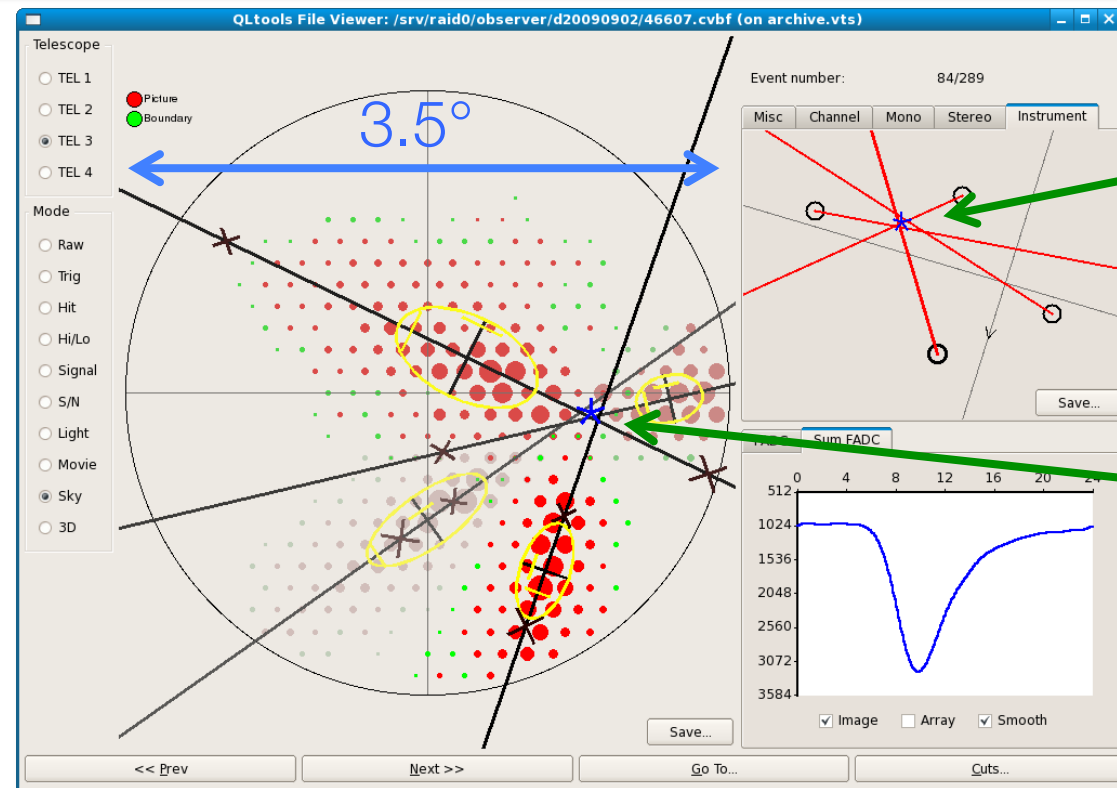 QLtools File Viewer: /srv/raid0/observer/d20090902/46607.cvbf (on archive.vts)
Telescope
TEL 1
TEL 2
TEL 3
TEL 4
Mode
Raw
Trig
Hit
Hi/Lo
Signal
S/N
Light
Movie
Sky
3D
Picture
Boundary
3.5°
Save...
Event number: 84/289
Misc Channel Mono Stereo Instrument
Save...
Sum FADC
0 4 8 12 16 20 24
512
1024
1536
2048
2560
3072
3584
Image Array Smooth
<< Prev Next >> Go To... Cuts...